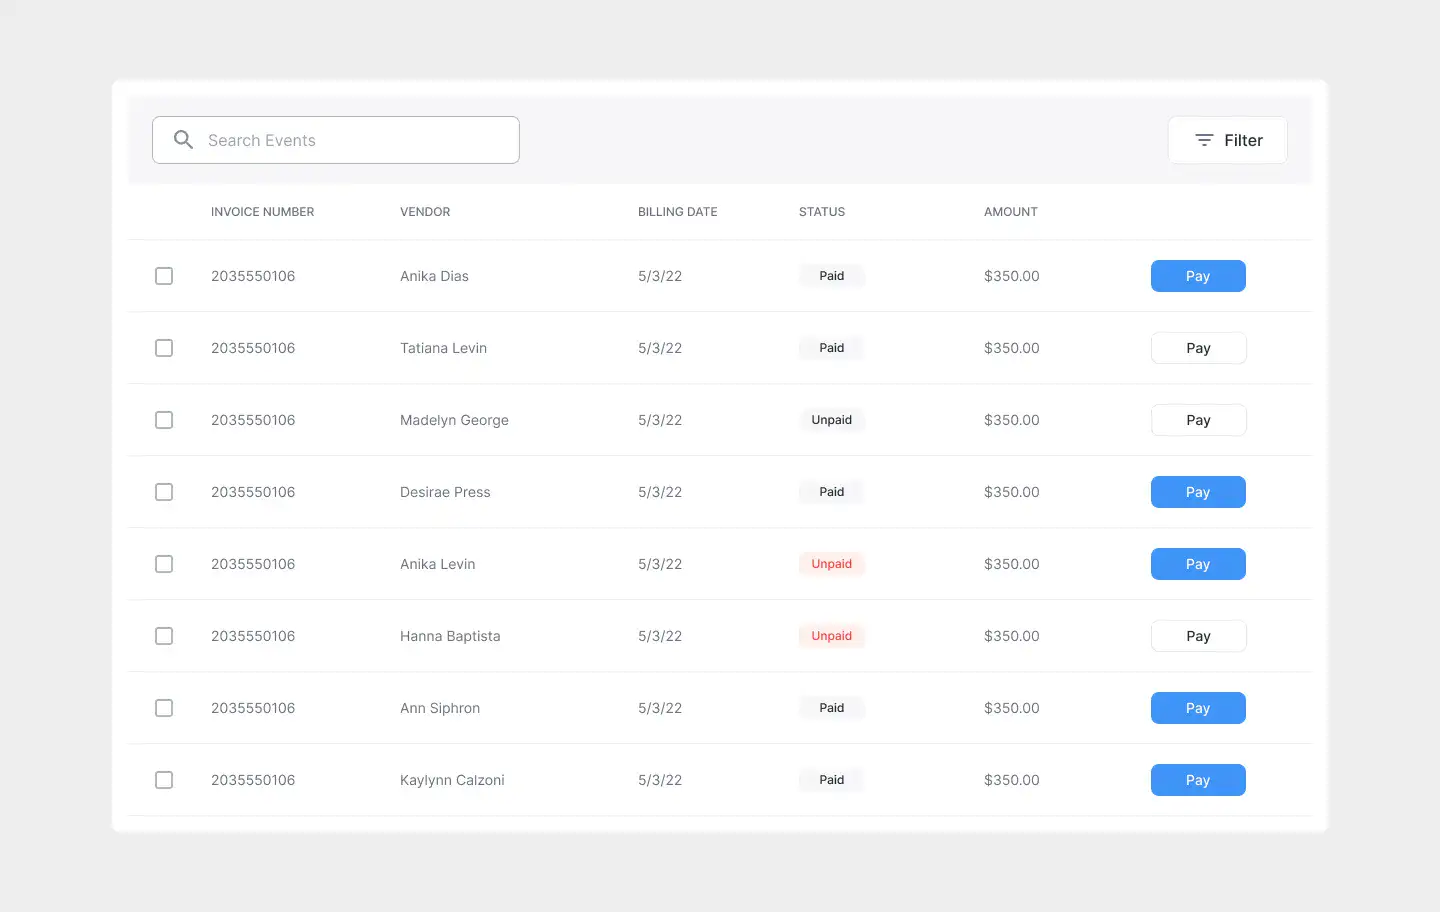 Search Events
Filter
INVOICE NUMBER VENDOR BILLING DATE STATUS AMOUNT
2035550106 Anika Dias 5/3/22 Paid $350.00 Pay
2035550106 Tatiana Levin 5/3/22 Paid $350.00 Pay
2035550106 Madelyn George 5/3/22 Unpaid $350.00 Pay
2035550106 Desirae Press 5/3/22 Paid $350.00 Pay
2035550106 Anika Levin 5/3/22 Unpaid $350.00 Pay
2035550106 Hanna Baptista 5/3/22 Unpaid $350.00 Pay
2035550106 Ann Siphron 5/3/22 Paid $350.00 Pay
2035550106 Kaylynn Calzoni 5/3/22 Paid $350.00 Pay